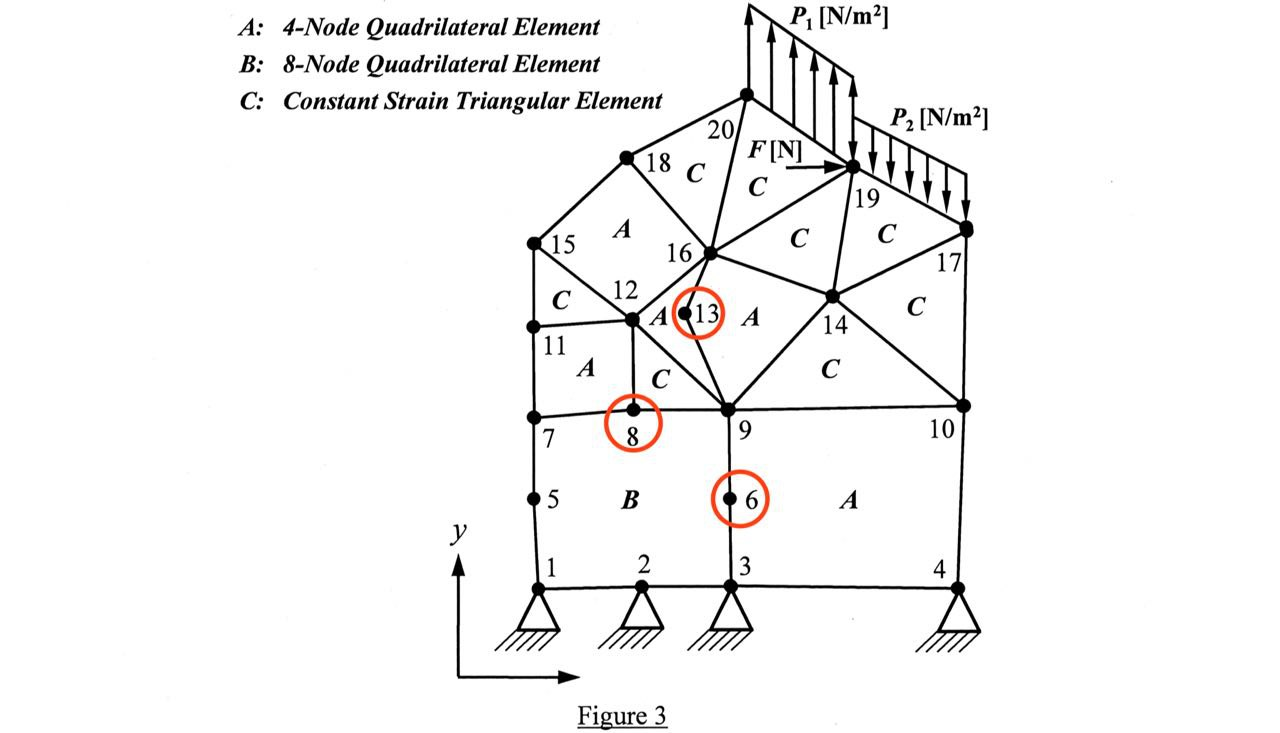 A: 4-Node Quadrilateral Element
B: 8-Node Quadrilateral Element
C: Constant Strain Triangular Element
P₁ [N/m²]
P₂ [N/m²]
20
F[N]
18
C
C
19
A
C
C
15
16
17
12
C
A
13
A
14
C
11
A
C
C
7
8
9
10
5
B
6
A
y
1
2
3
4
Figure 3